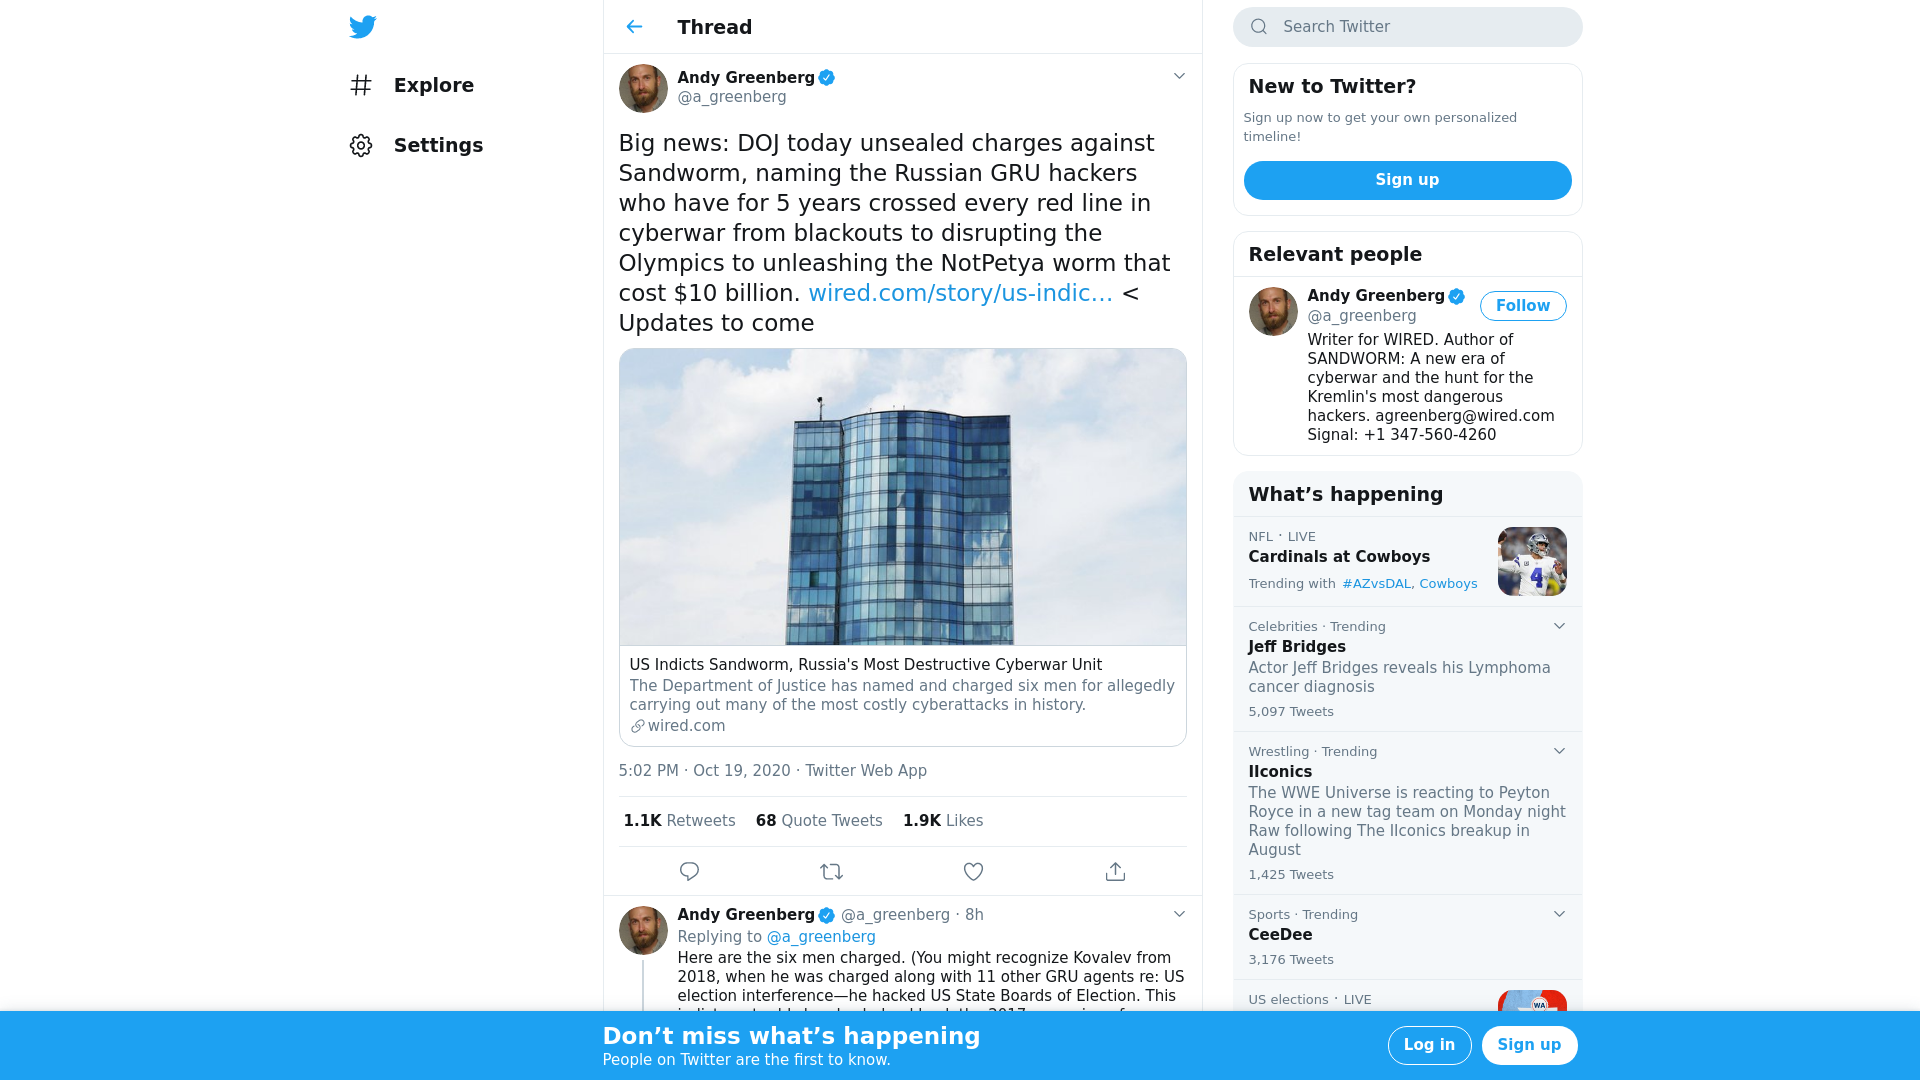 Explore
Settings
Thread
Andy Greenberg
@a_greenberg
Big news: DOJ today unsealed charges against
Sandworm, naming the Russian GRU hackers
who have for 5 years crossed every red line in
cyberwar from blackouts to disrupting the
Olympics to unleashing the NotPetya worm that
cost $10 billion. wired.com/story/us-indic… <
Updates to come
US Indicts Sandworm, Russia's Most Destructive Cyberwar Unit
The Department of Justice has named and charged six men for allegedly
carrying out many of the most costly cyberattacks in history.
wired.com
5:02 PM · Oct 19, 2020 · Twitter Web App
1.1K Retweets 68 Quote Tweets 1.9K Likes
Andy Greenberg @a_greenberg · 8h
Replying to @a_greenberg
Here are the six men charged. (You might recognize Kovalev from
2018, when he was charged along with 11 other GRU agents re: US
election interference—he hacked US State Boards of Election. This
Search Twitter
New to Twitter?
Sign up now to get your own personalized
timeline!
Sign up
Relevant people
Andy Greenberg
@a_greenberg
Follow
Writer for WIRED. Author of
SANDWORM: A new era of
cyberwar and the hunt for the
Kremlin's most dangerous
hackers. agreenberg@wired.com
Signal: +1 347-560-4260
What's happening
NFL · LIVE
Cardinals at Cowboys
Trending with #AZvsDAL, Cowboys
4
Celebrities · Trending
Jeff Bridges
Actor Jeff Bridges reveals his Lymphoma
cancer diagnosis
5,097 Tweets
Wrestling · Trending
IIconics
The WWE Universe is reacting to Peyton
Royce in a new tag team on Monday night
Raw following The IIconics breakup in
August
1,425 Tweets
Sports · Trending
CeeDee
3,176 Tweets
US elections · LIVE
WA
Don't miss what's happening
People on Twitter are the first to know.
Log in
Sign up